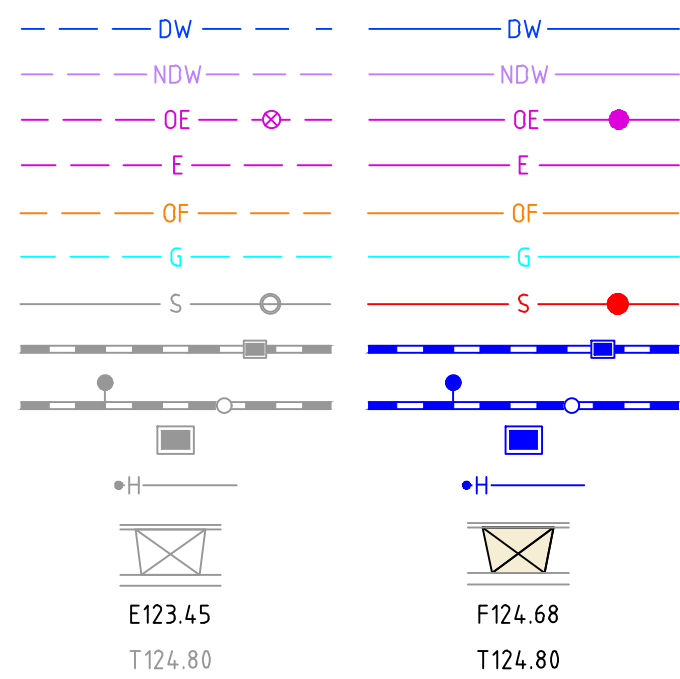 DW DW
NDW NDW
OE OE
E E
OF OF
G G
S S
H H
E123.45 F124.68
T124.80 T124.80